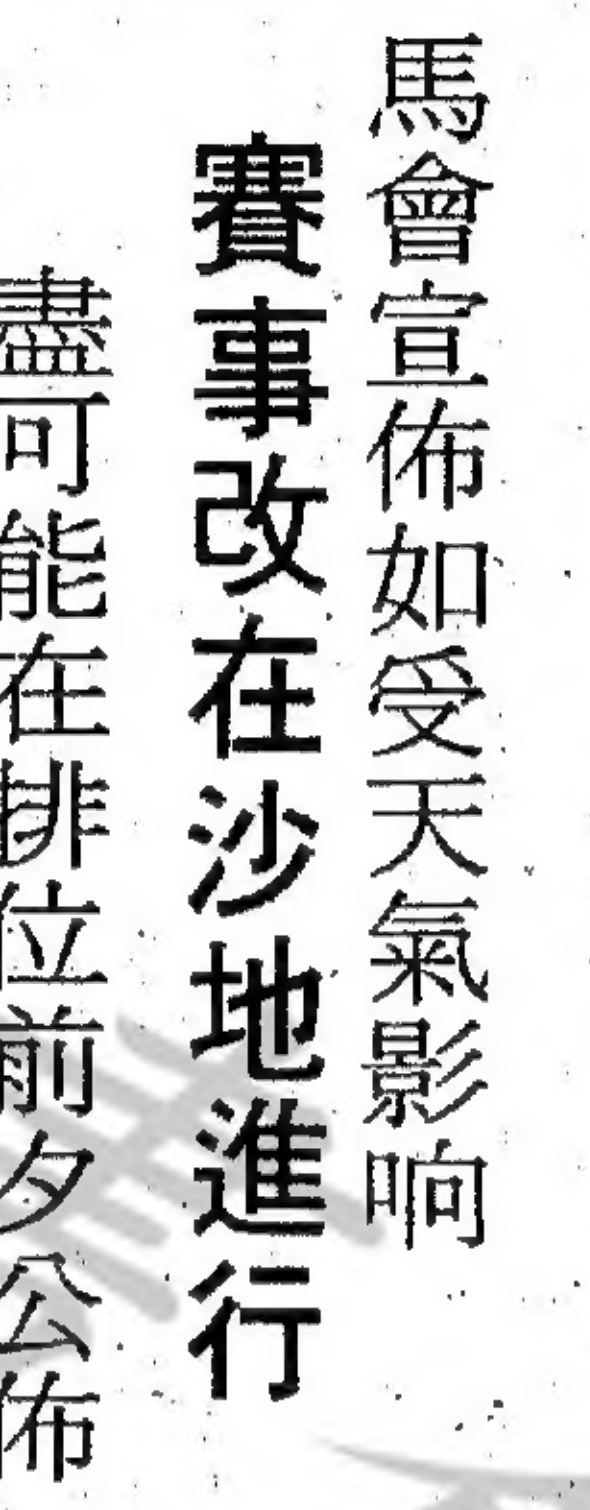 馬會宣佈如受天氣影响
賽事改在沙地進行
盡可能在排位前夕公佈